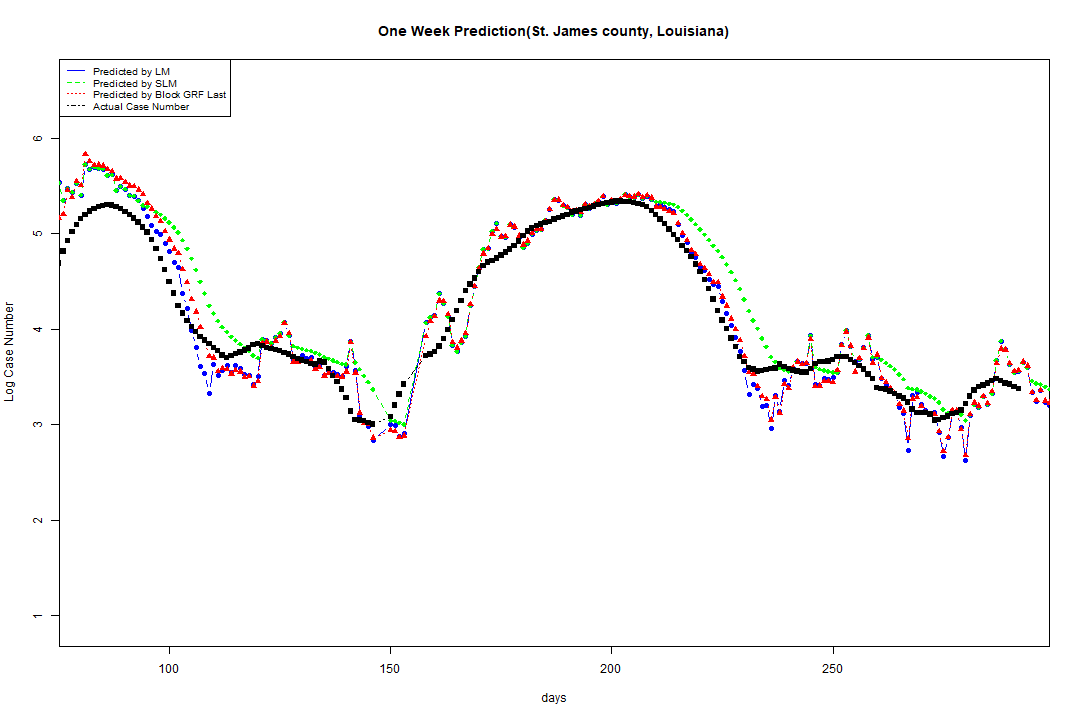 One Week Prediction(St. James county, Louisiana)
Predicted by LM
Predicted by SLM
Predicted by Block GRF Last
Actual Case Number
6
5
4
3
2
1
Log Case Number
100 150 200 250
days